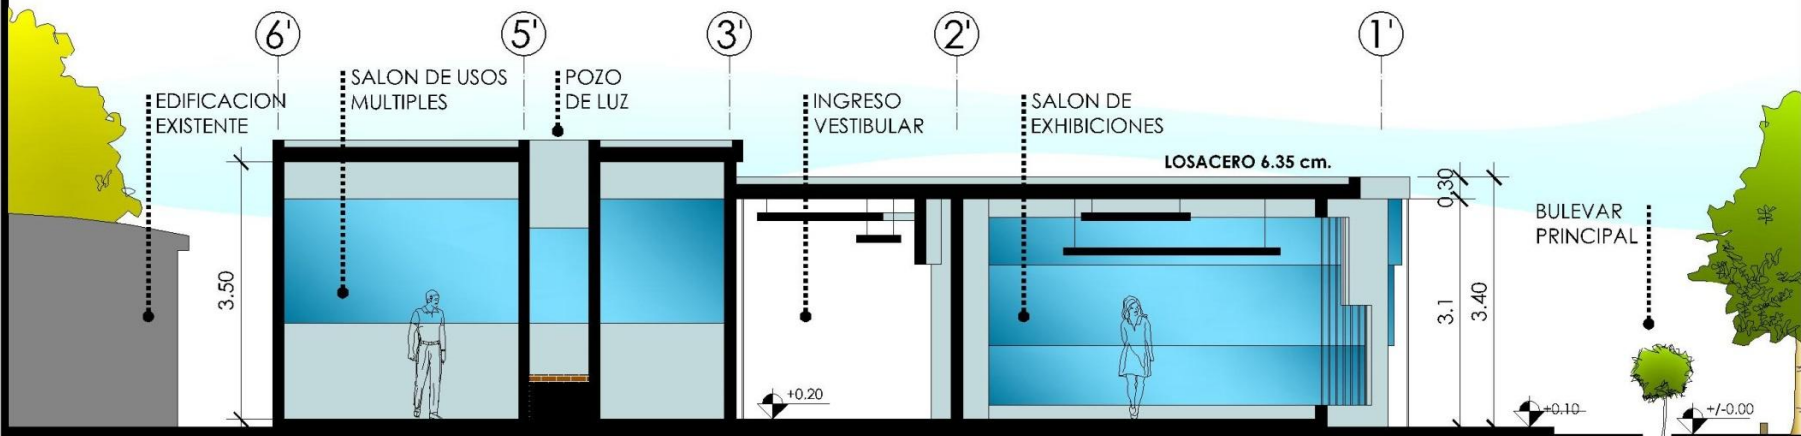 6'
5'
3'
2'
1'
SALON DE USOS
MULTIPLES
POZO
DE LUZ
EDIFICACION
EXISTENTE
INGRESO
VESTIBULAR
SALON DE
EXHIBICIONES
LOSACERO 6.35 cm.
0.30
BULEVAR
PRINCIPAL
3.50
3.1
3.40
+0.20
+0.10
+/-0.00